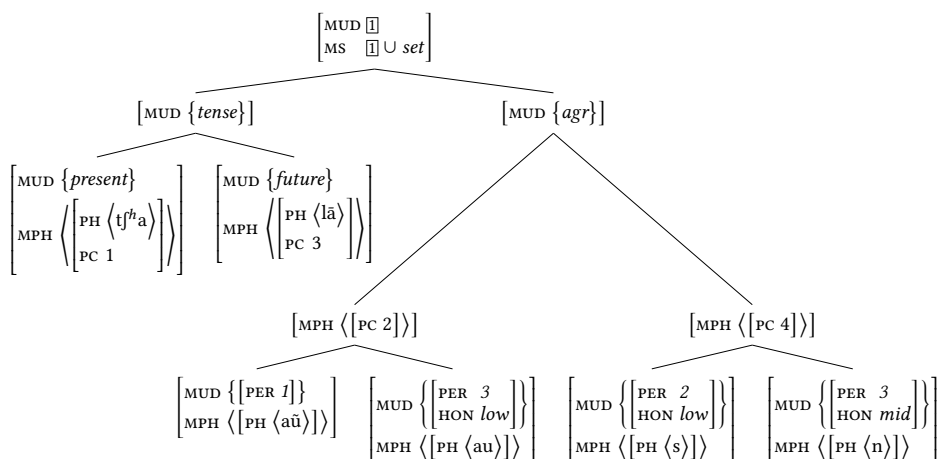 MUD 1
MS 1 ∪ set
[MUD {tense}]
[MUD {agr}]
MUD {present}
MPH ⟨[PH ⟨tʃʰa⟩
PC 1]⟩
MUD {future}
MPH ⟨[PH ⟨lā⟩
PC 3]⟩
[MPH ⟨[PC 2]⟩]
[MPH ⟨[PC 4]⟩]
MUD {[PER 1]}
MPH ⟨[PH ⟨aũ⟩]⟩
MUD {[PER 3
HON low]}
MPH ⟨[PH ⟨au⟩]⟩
MUD {[PER 2
HON low]}
MPH ⟨[PH ⟨s⟩]⟩
MUD {[PER 3
HON mid]}
MPH ⟨[PH ⟨n⟩]⟩